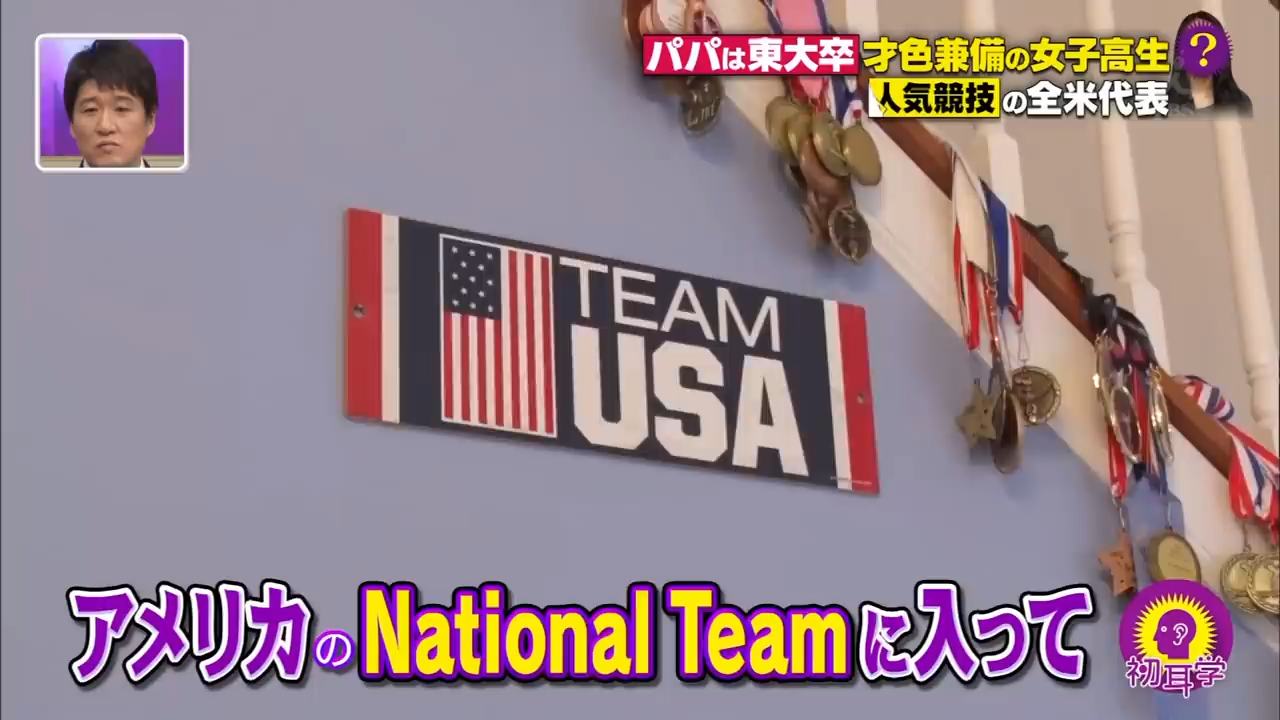 パパは東大卒 才色兼備の女子高生 ?
人気競技の全米代表
TEAM
USA
アメリカのNational Teamに入って
初耳学